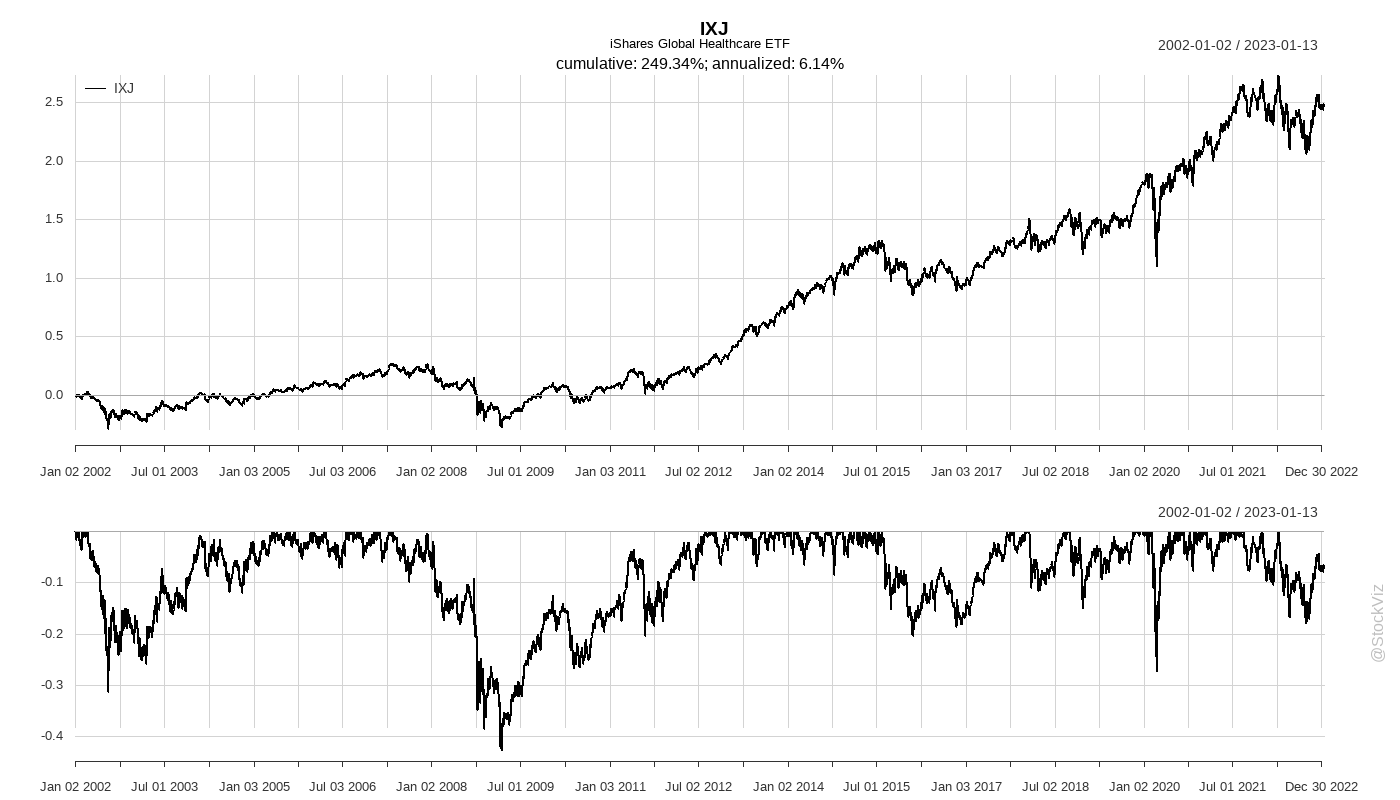 IXJ
iShares Global Healthcare ETF
2002-01-02 / 2023-01-13
cumulative: 249.34%; annualized: 6.14%
IXJ
2.5
2.0
1.5
1.0
0.5
0.0
Jan 02 2002 Jul 01 2003 Jan 03 2005 Jul 03 2006 Jan 02 2008 Jul 01 2009 Jan 03 2011 Jul 02 2012 Jan 02 2014 Jul 01 2015 Jan 03 2017 Jul 02 2018 Jan 02 2020 Jul 01 2021 Dec 30 2022
2002-01-02 / 2023-01-13
-0.1
-0.2
-0.3
-0.4
Jan 02 2002 Jul 01 2003 Jan 03 2005 Jul 03 2006 Jan 02 2008 Jul 01 2009 Jan 03 2011 Jul 02 2012 Jan 02 2014 Jul 01 2015 Jan 03 2017 Jul 02 2018 Jan 02 2020 Jul 01 2021 Dec 30 2022
@StockViz